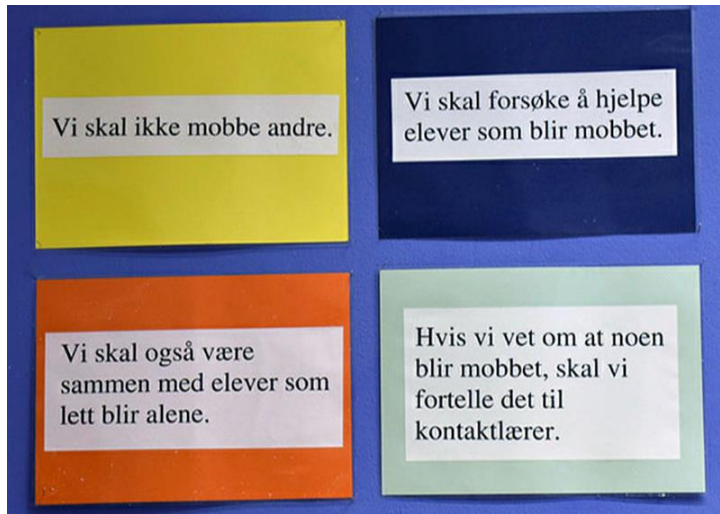 Vi skal ikke mobbe andre.
Vi skal forsøke å hjelpe
elever som blir mobbet.
Vi skal også være
sammen med elever som
lett blir alene.
Hvis vi vet om at noen
blir mobbet, skal vi
fortelle det til
kontaktlærer.